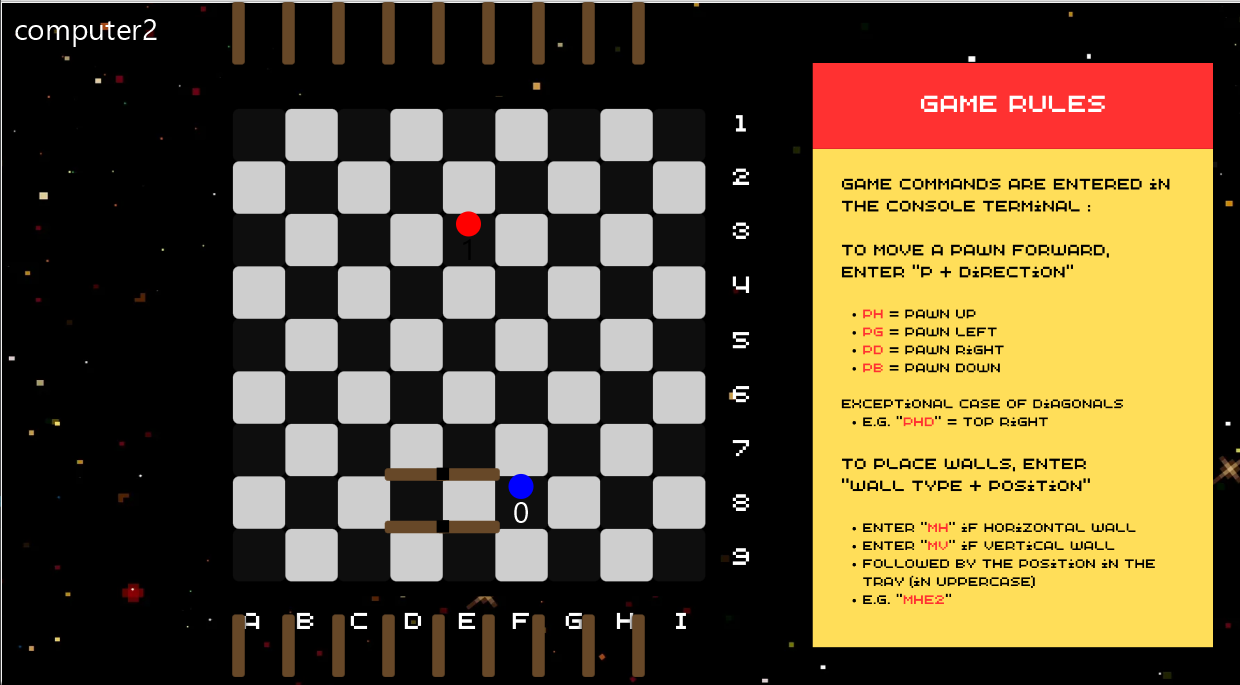 computer2
1
2
3
4
5
6
7
8
9
1
0
A B C D E F G H I
GAME RULES
GAME COMMANDS ARE ENTERED IN
THE CONSOLE TERMINAL :
TO MOVE A PAWN FORWARD,
ENTER "P + DIRECTION"
• PH = PAWN UP
• PG = PAWN LEFT
• PD = PAWN RIGHT
• PB = PAWN DOWN
EXCEPTIONAL CASE OF DIAGONALS
• E.G. "PHD" = TOP RIGHT
TO PLACE WALLS, ENTER
"WALL TYPE + POSITION"
• ENTER "MH" IF HORIZONTAL WALL
• ENTER "MV" IF VERTICAL WALL
• FOLLOWED BY THE POSITION IN THE
TRAY (IN UPPERCASE)
• E.G. "MHE2"